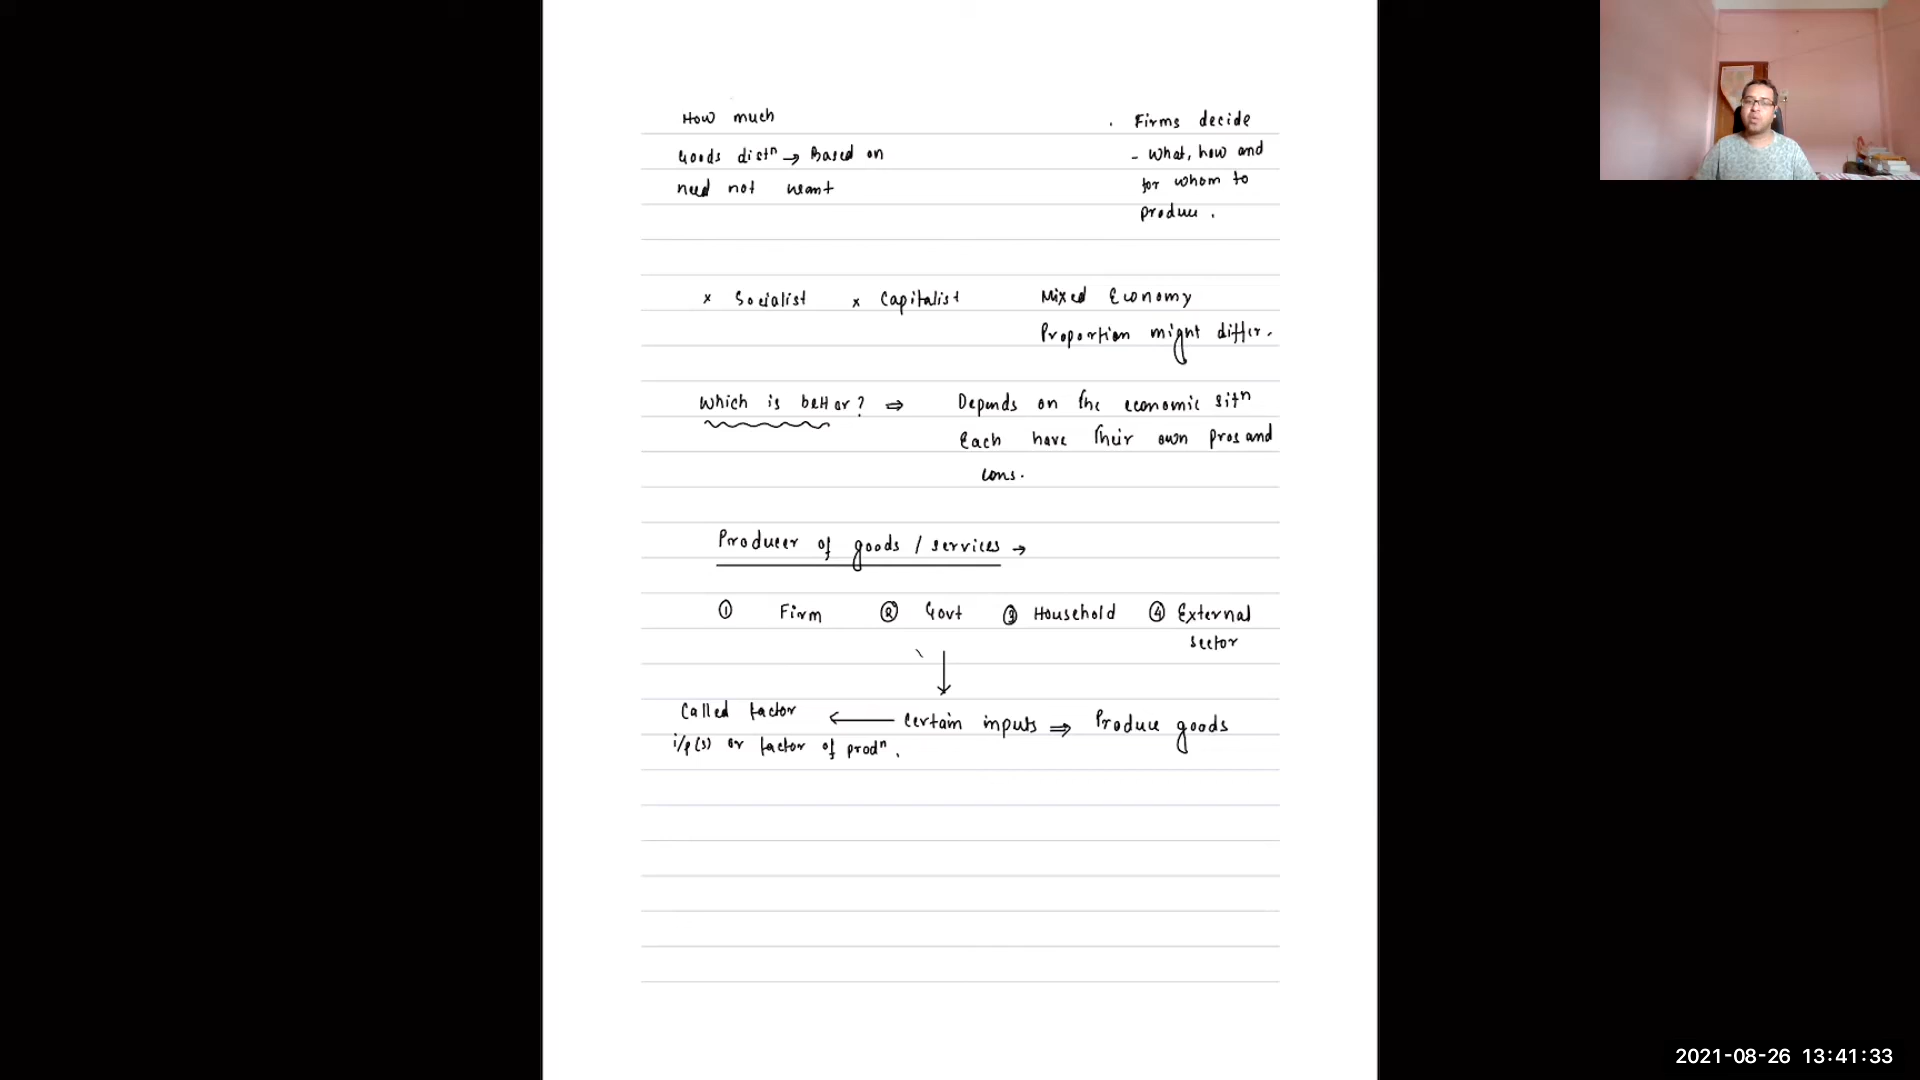 How much
Goods distⁿ → Based on
need not want
. Firms decide
- What, how and
for whom to
produce.
x Socialist x Capitalist Mixed Economy
Proportion might differ.
Which is better? ⇒ Depends on the economic sitⁿ
Each have their own pros and
cons.
Producer of goods / services →
① Firm ② Govt ③ Household ④ External
sector
Called factor ← Certain inputs ⇒ Produce goods
i/p(s) or factor of prodⁿ.
2021-08-26 13:41:33